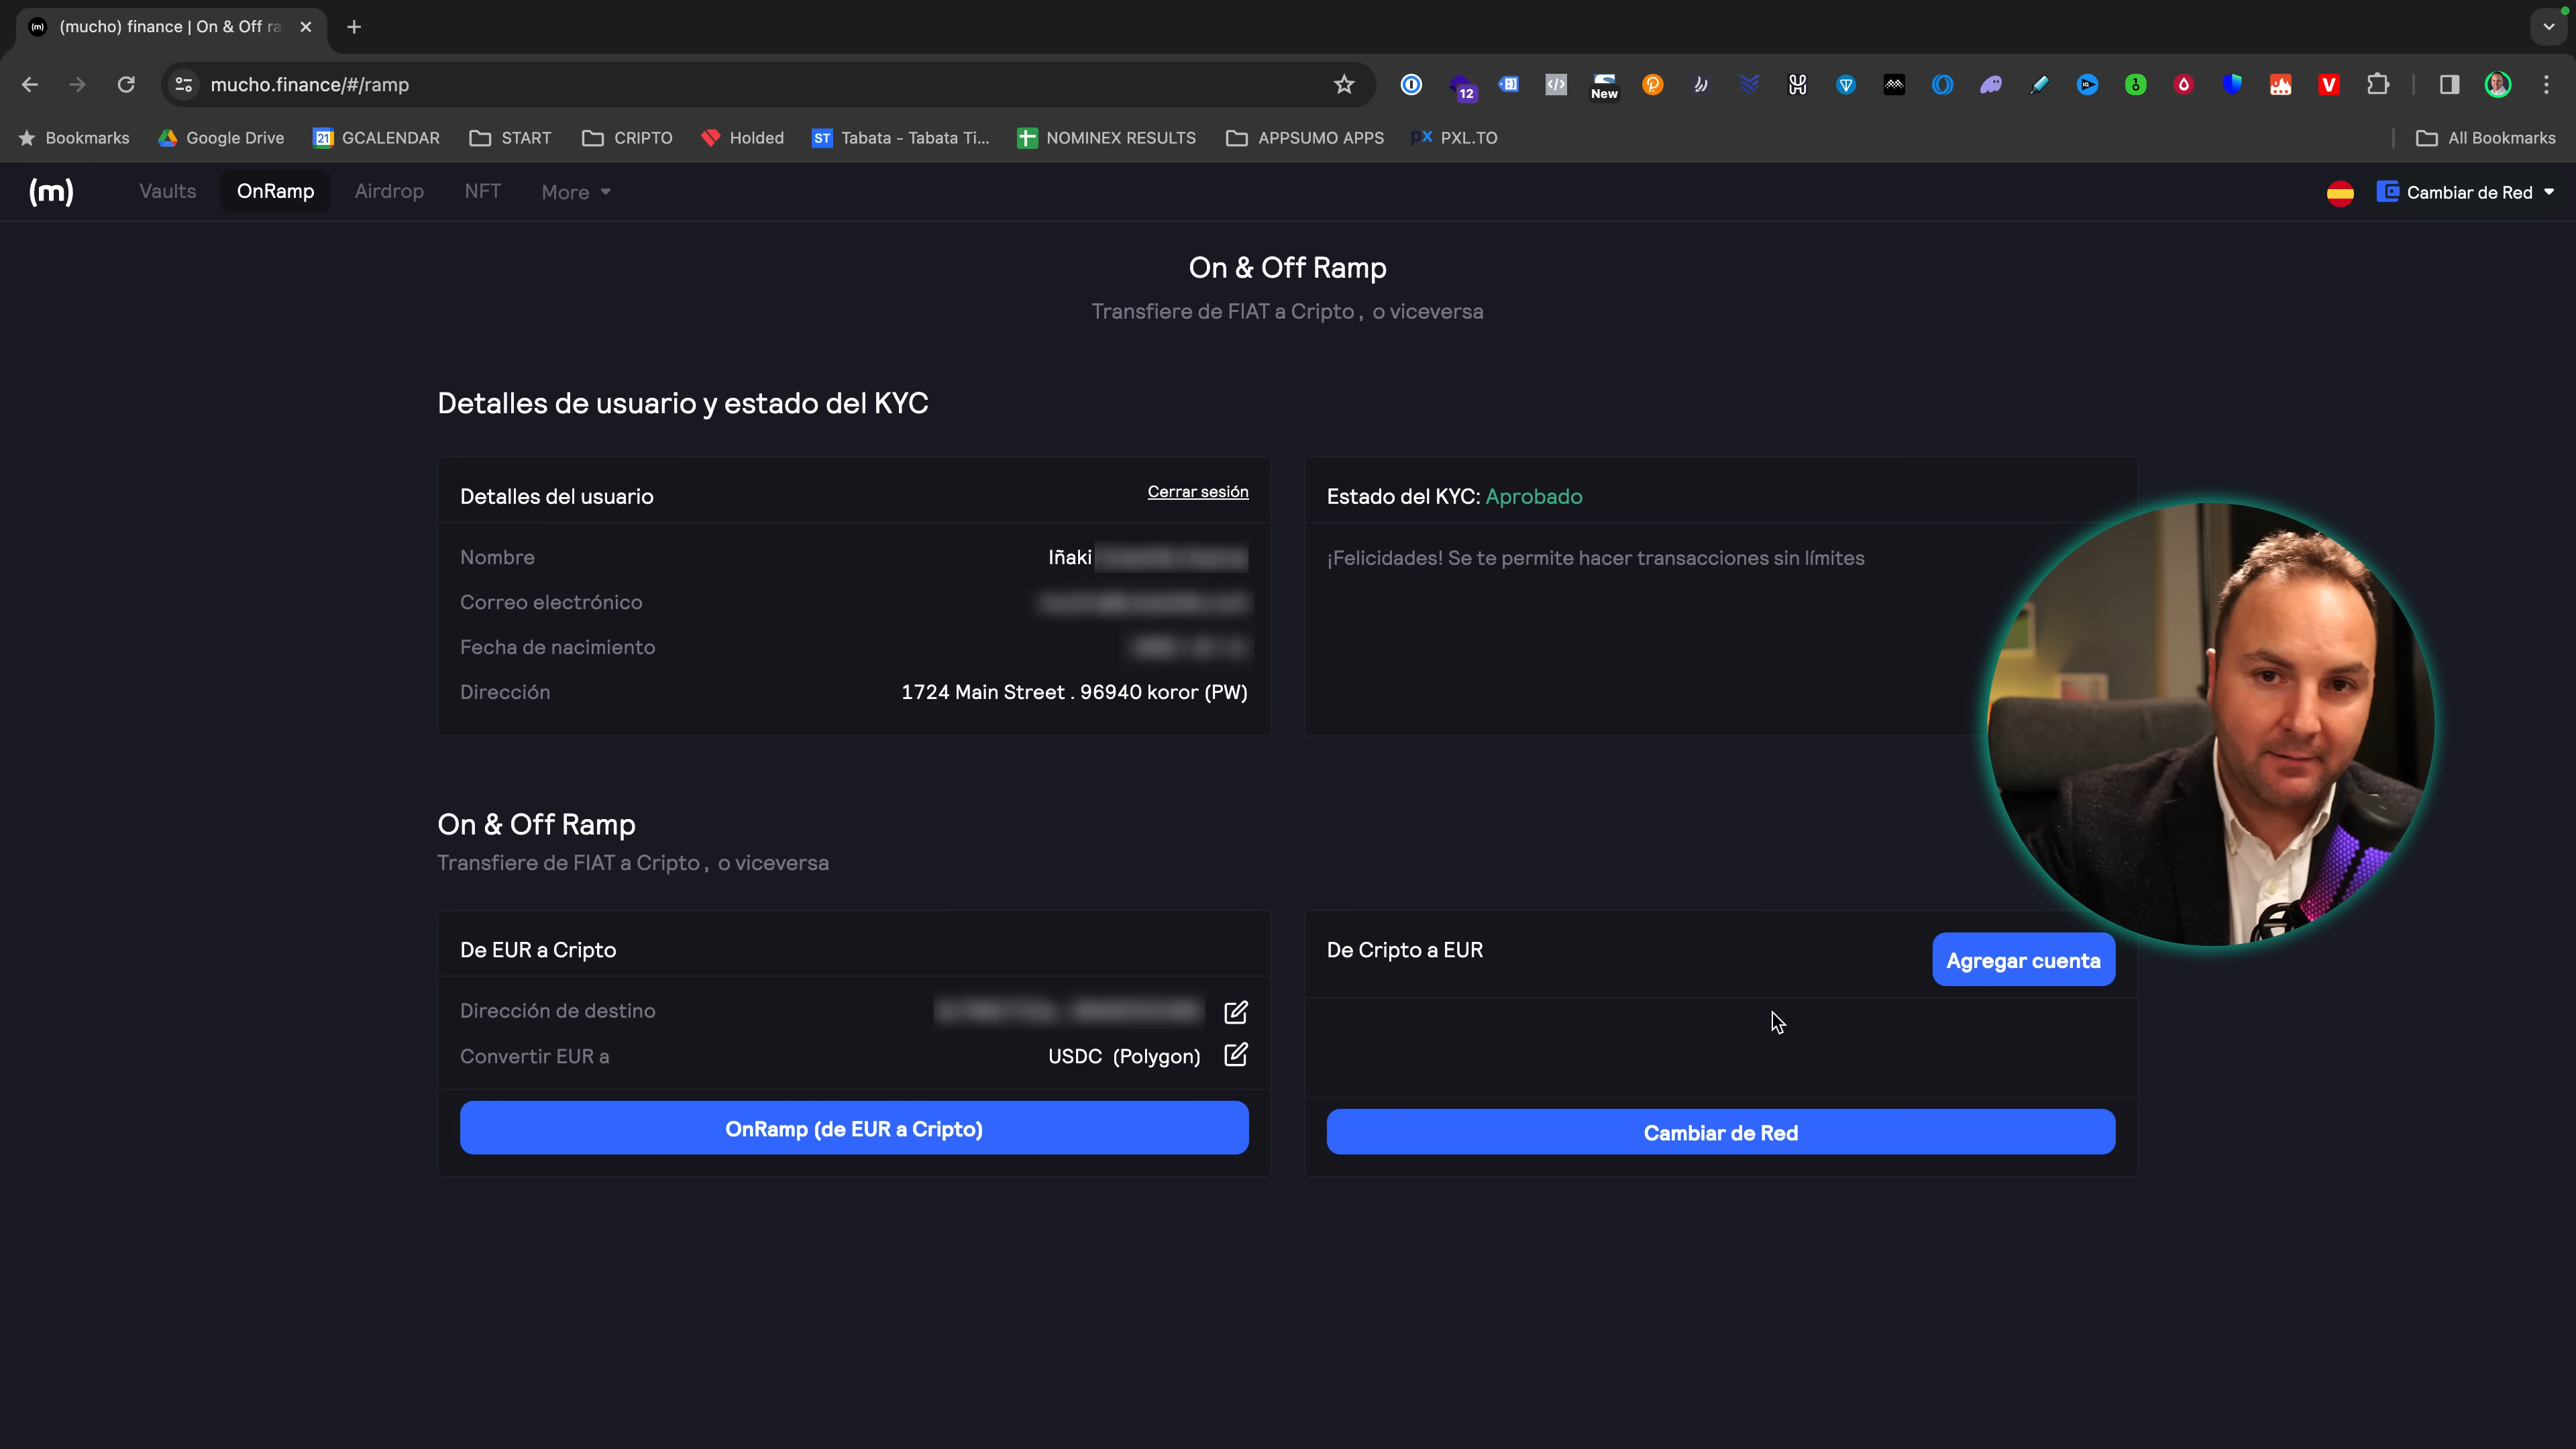 (mucho) finance | On & Off ra
mucho.finance/#/ramp
12
New
Bookmarks
Google Drive
21 GCALENDAR
START
CRIPTO
Holded
ST Tabata - Tabata Ti...
NOMINEX RESULTS
APPSUMO APPS
pX PXL.TO
All Bookmarks
(m)
Vaults
OnRamp
Airdrop
NFT
More
Cambiar de Red
On & Off Ramp
Transfiere de FIAT a Cripto, o viceversa
Detalles de usuario y estado del KYC
Detalles del usuario
Cerrar sesión
Nombre
Iñaki
Correo electrónico
Fecha de nacimiento
Dirección
1724 Main Street . 96940 koror (PW)
Estado del KYC: Aprobado
¡Felicidades! Se te permite hacer transacciones sin límites
On & Off Ramp
Transfiere de FIAT a Cripto, o viceversa
De EUR a Cripto
Dirección de destino
Convertir EUR a
USDC (Polygon)
OnRamp (de EUR a Cripto)
De Cripto a EUR
Agregar cuenta
Cambiar de Red